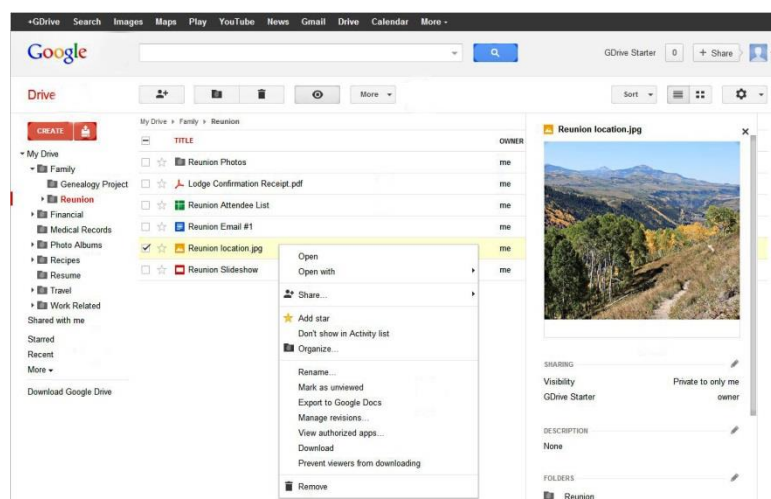 +GDrive Search Images Maps Play YouTube News Gmail Drive Calendar More
Google
GDrive Starter 0 + Share
Drive
More
Sort
CREATE
My Drive
Family
Genealogy Project
Reunion
Financial
Medical Records
Photo Albums
Recipes
Resume
Travel
Work Related
Shared with me
Starred
Recent
More
Download Google Drive
My Drive Family Reunion
TITLE OWNER
Reunion Photos me
Lodge Confirmation Receipt.pdf me
Reunion Attendee List me
Reunion Email #1 me
Reunion location.jpg me
Reunion Slideshow me
Open
Open with
Share...
Add star
Don't show in Activity list
Organize...
Rename...
Mark as unviewed
Export to Google Docs
Manage revisions...
View authorized apps...
Download
Prevent viewers from downloading
Remove
Reunion location.jpg x
SHARING
Visibility Private to only me
GDrive Starter owner
DESCRIPTION
None
FOLDERS
Reunion